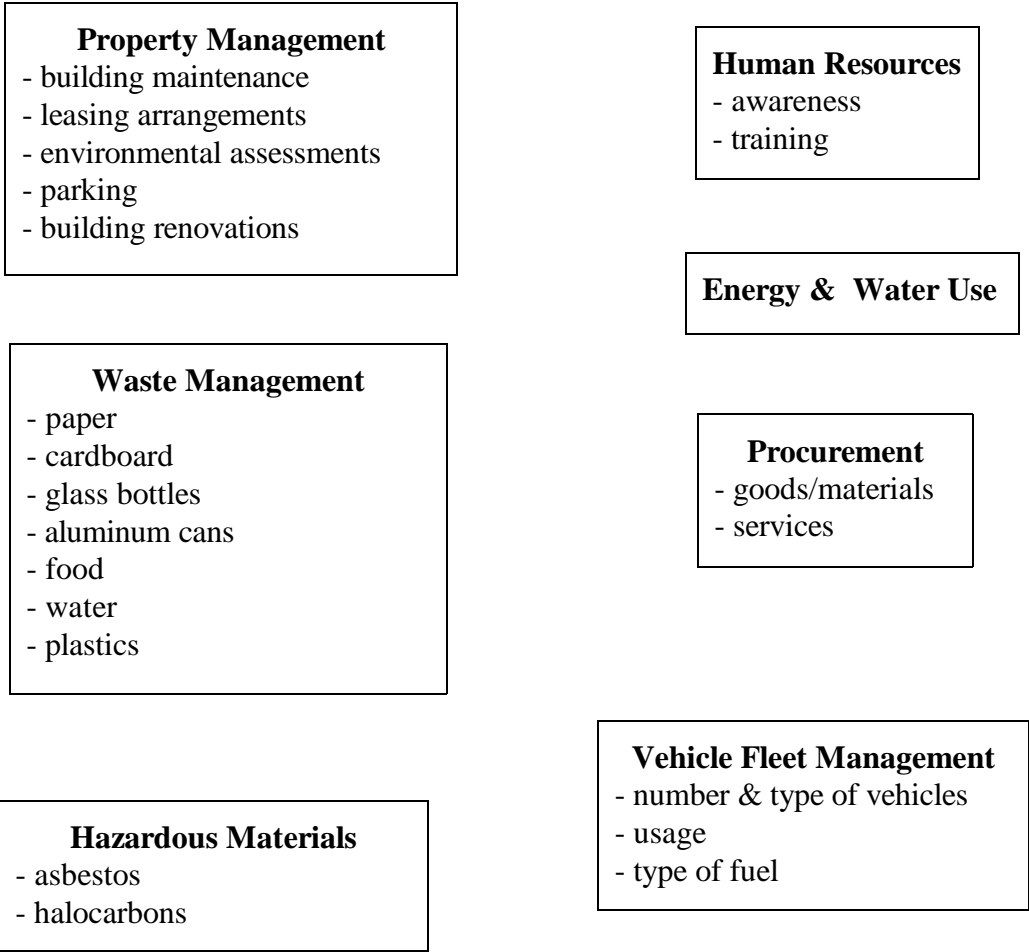 Property Management
- building maintenance
- leasing arrangements
- environmental assessments
- parking
- building renovations
Human Resources
- awareness
- training
Energy & Water Use
Waste Management
- paper
- cardboard
- glass bottles
- aluminum cans
- food
- water
- plastics
Procurement
- goods/materials
- services
Vehicle Fleet Management
- number & type of vehicles
- usage
- type of fuel
Hazardous Materials
- asbestos
- halocarbons